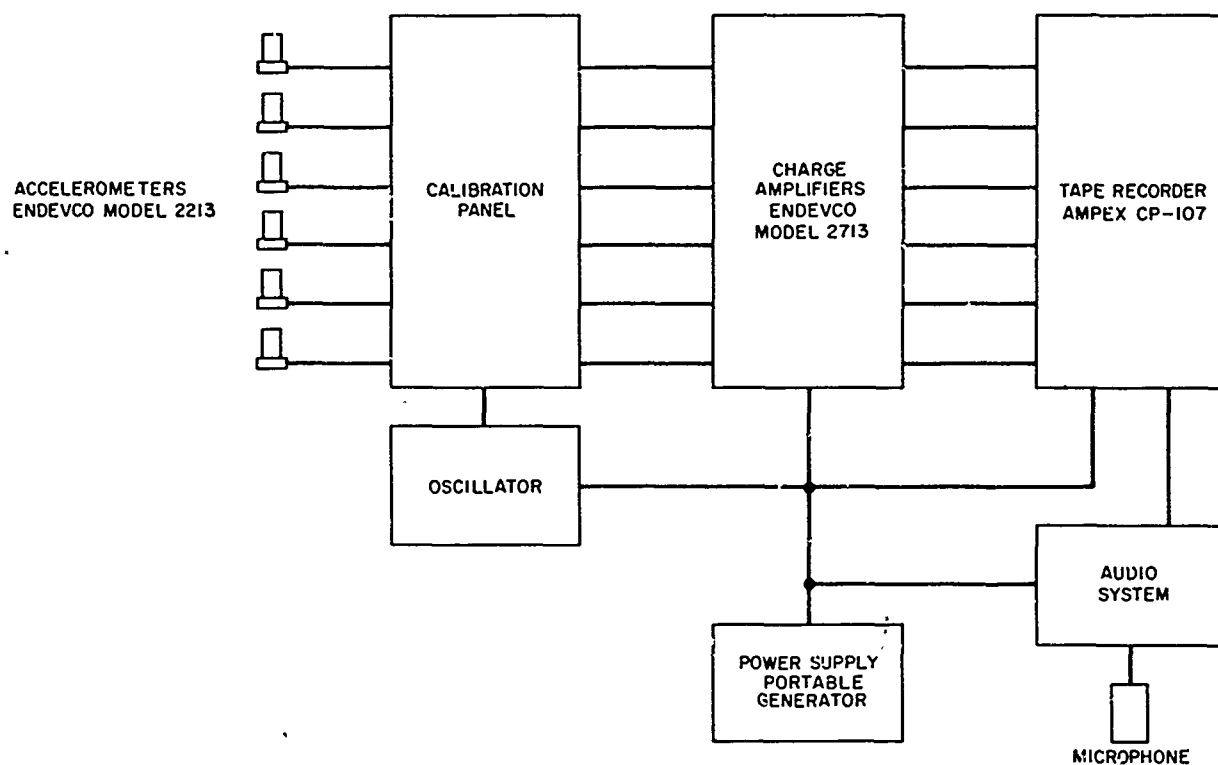 ACCELEROMETERS
ENDEVCO MODEL 2213
CALIBRATION
PANEL
CHARGE
AMPLIFIERS
ENDEVCO
MODEL 2713
TAPE RECORDER
AMPEX CP-107
OSCILLATOR
AUDIO
SYSTEM
POWER SUPPLY
PORTABLE
GENERATOR
MICROPHONE